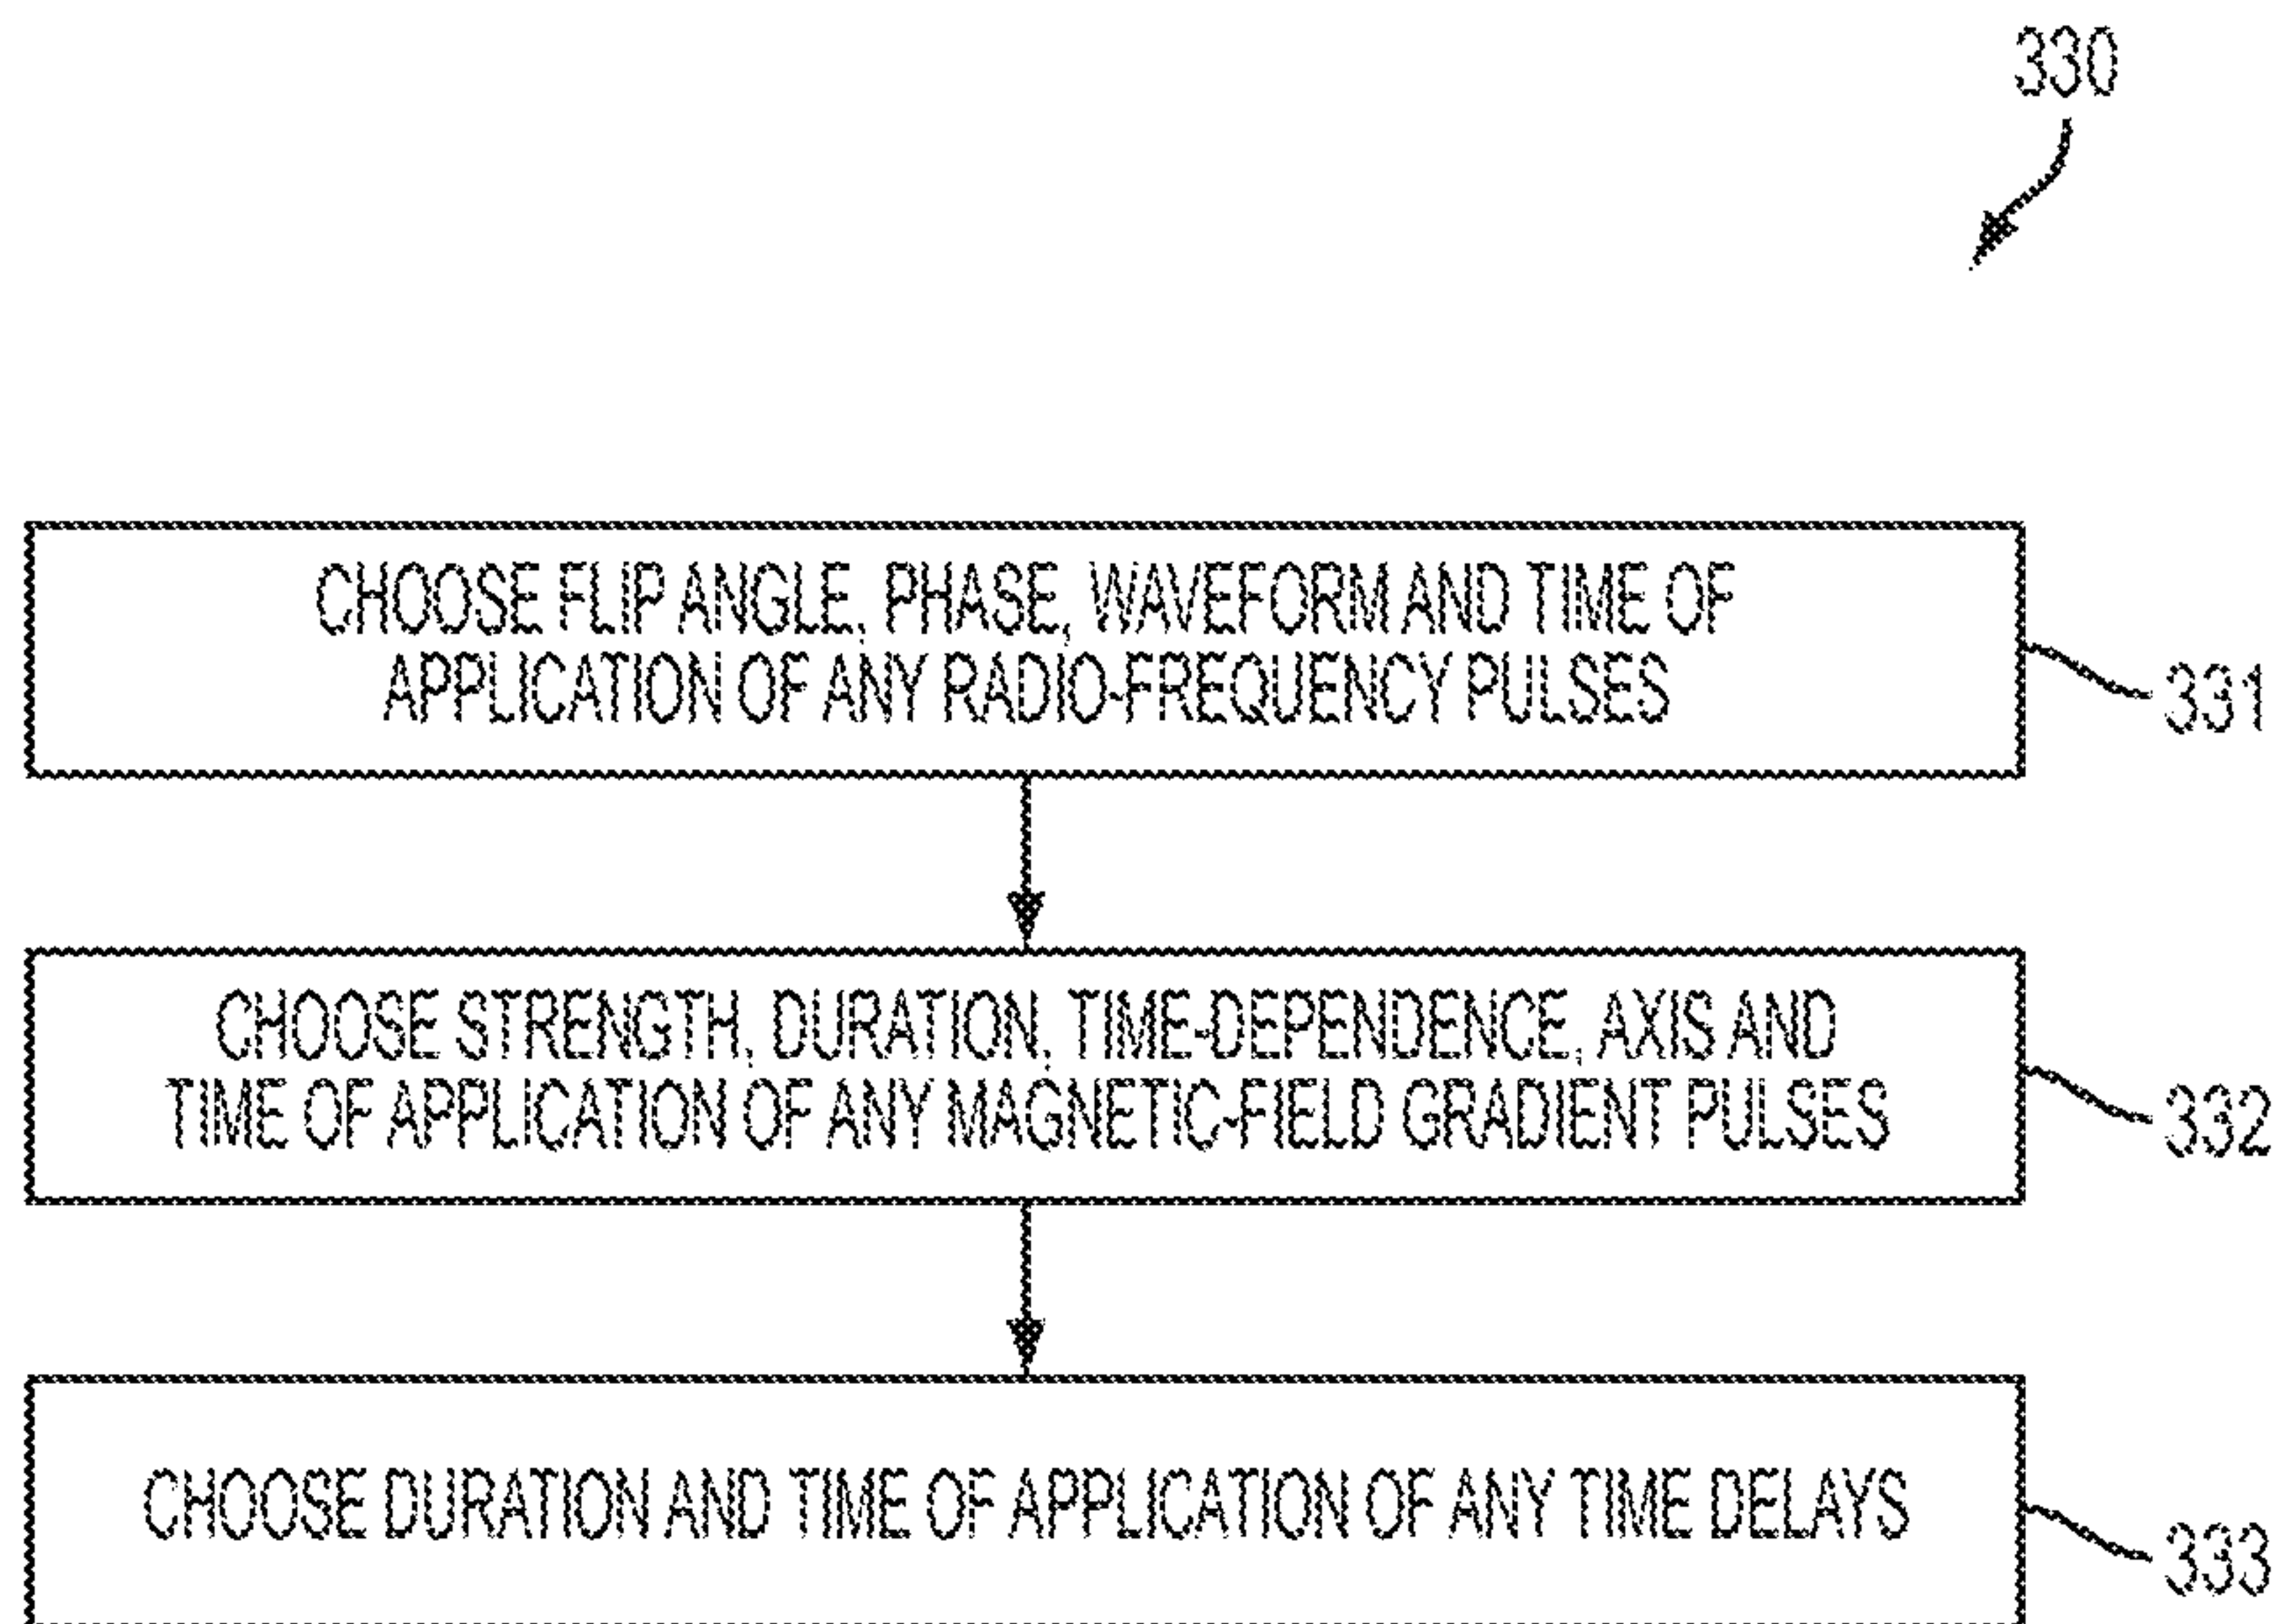 330
CHOOSE FLIP ANGLE, PHASE, WAVEFORM AND TIME OF
APPLICATION OF ANY RADIO-FREQUENCY PULSES
331
CHOOSE STRENGTH, DURATION, TIME-DEPENDENCE, AXIS AND
TIME OF APPLICATION OF ANY MAGNETIC-FIELD GRADIENT PULSES
332
CHOOSE DURATION AND TIME OF APPLICATION OF ANY TIME DELAYS
333